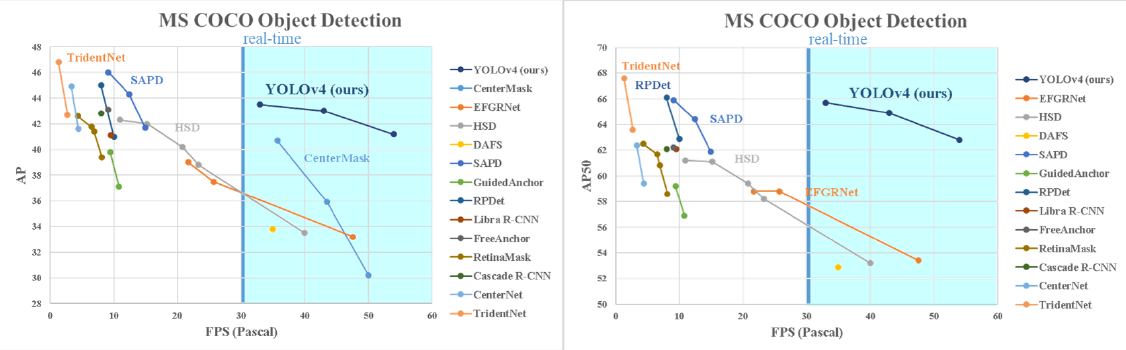 MS COCO Object Detection
real-time
48
46
44
42
40
38
36
34
32
30
28
AP
TridentNet
SAPD
HSD
YOLOv4 (ours)
CenterMask
0
10
20
30
40
50
60
FPS (Pascal)
YOLOv4 (ours)
CenterMask
EFGRNet
HSD
DAFS
SAPD
GuidedAnchor
RPDet
Libra R-CNN
FreeAnchor
RetinaMask
Cascade R-CNN
CenterNet
TridentNet
MS COCO Object Detection
real-time
70
68
66
64
62
60
58
56
54
52
50
AP50
TridentNet
RPDet
SAPD
HSD
YOLOv4 (ours)
EFGRNet
0
10
20
30
40
50
60
FPS (Pascal)
YOLOv4 (ours)
EFGRNet
HSD
DAFS
SAPD
GuidedAnchor
RPDet
Libra R-CNN
FreeAnchor
RetinaMask
Cascade R-CNN
CenterNet
TridentNet